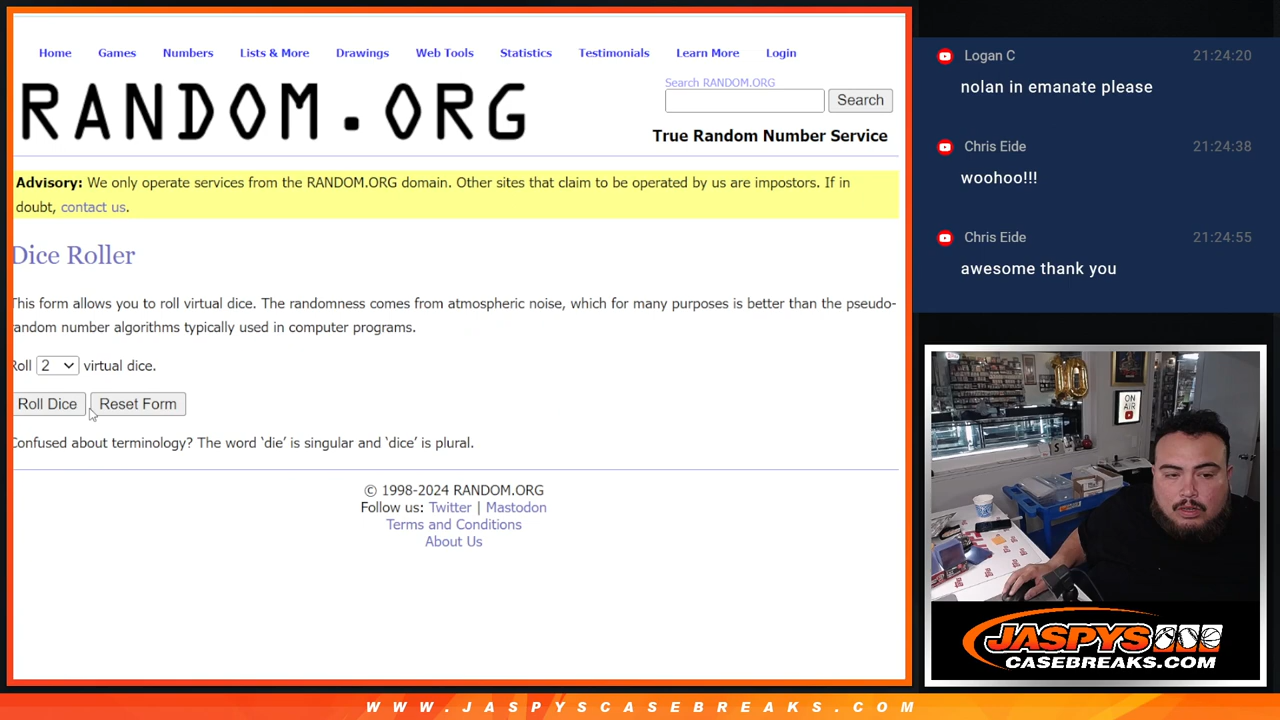 Home Games Numbers Lists & More Drawings Web Tools Statistics Testimonials Learn More Login
RANDOM.ORG
Search RANDOM.ORG
Search
True Random Number Service
Advisory: We only operate services from the RANDOM.ORG domain. Other sites that claim to be operated by us are impostors. If in
doubt, contact us.
Dice Roller
This form allows you to roll virtual dice. The randomness comes from atmospheric noise, which for many purposes is better than the pseudo-
random number algorithms typically used in computer programs.
Roll 2 virtual dice.
Roll Dice Reset Form
Confused about terminology? The word ‘die’ is singular and ‘dice’ is plural.
© 1998-2024 RANDOM.ORG
Follow us: Twitter | Mastodon
Terms and Conditions
About Us
Logan C 21:24:20
nolan in emanate please
Chris Eide 21:24:38
woohoo!!!
Chris Eide 21:24:55
awesome thank you
10
ON
AIR
JASPYS
CASEBREAKS.COM
WWW.JASPYSCASEBREAKS.COM